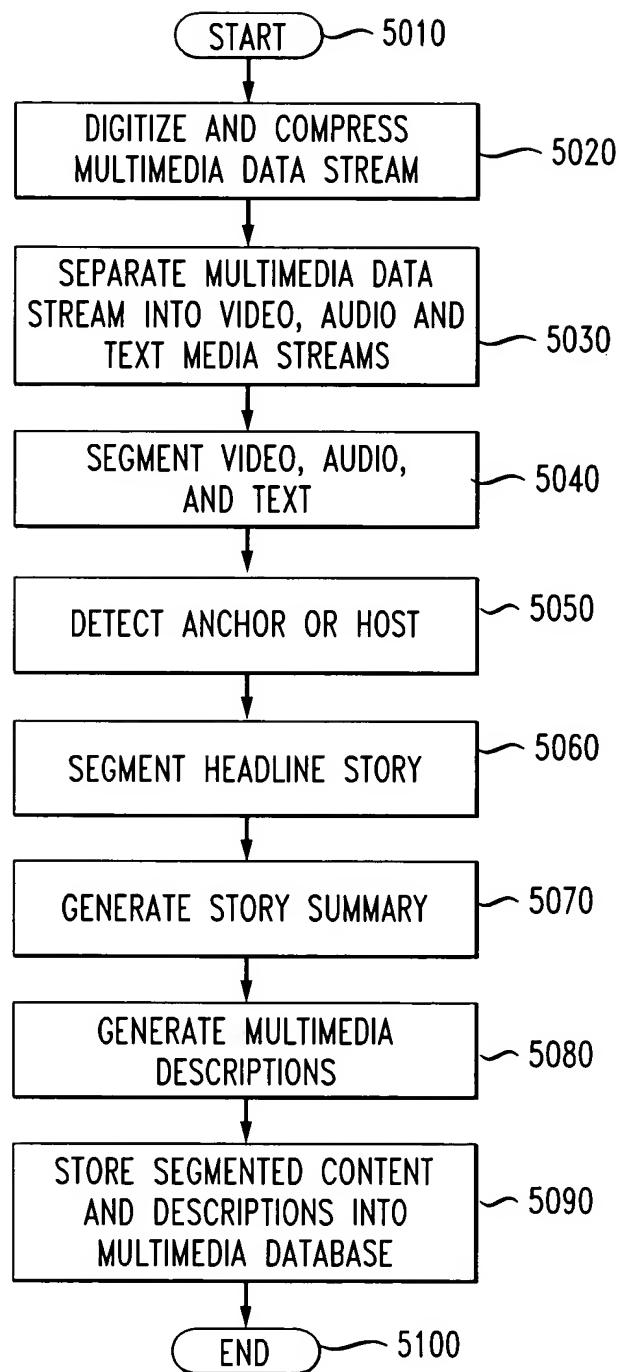 START
5010
DIGITIZE AND COMPRESS
MULTIMEDIA DATA STREAM
5020
SEPARATE MULTIMEDIA DATA
STREAM INTO VIDEO, AUDIO AND
TEXT MEDIA STREAMS
5030
SEGMENT VIDEO, AUDIO,
AND TEXT
5040
DETECT ANCHOR OR HOST
5050
SEGMENT HEADLINE STORY
5060
GENERATE STORY SUMMARY
5070
GENERATE MULTIMEDIA
DESCRIPTIONS
5080
STORE SEGMENTED CONTENT
AND DESCRIPTIONS INTO
MULTIMEDIA DATABASE
5090
END
5100